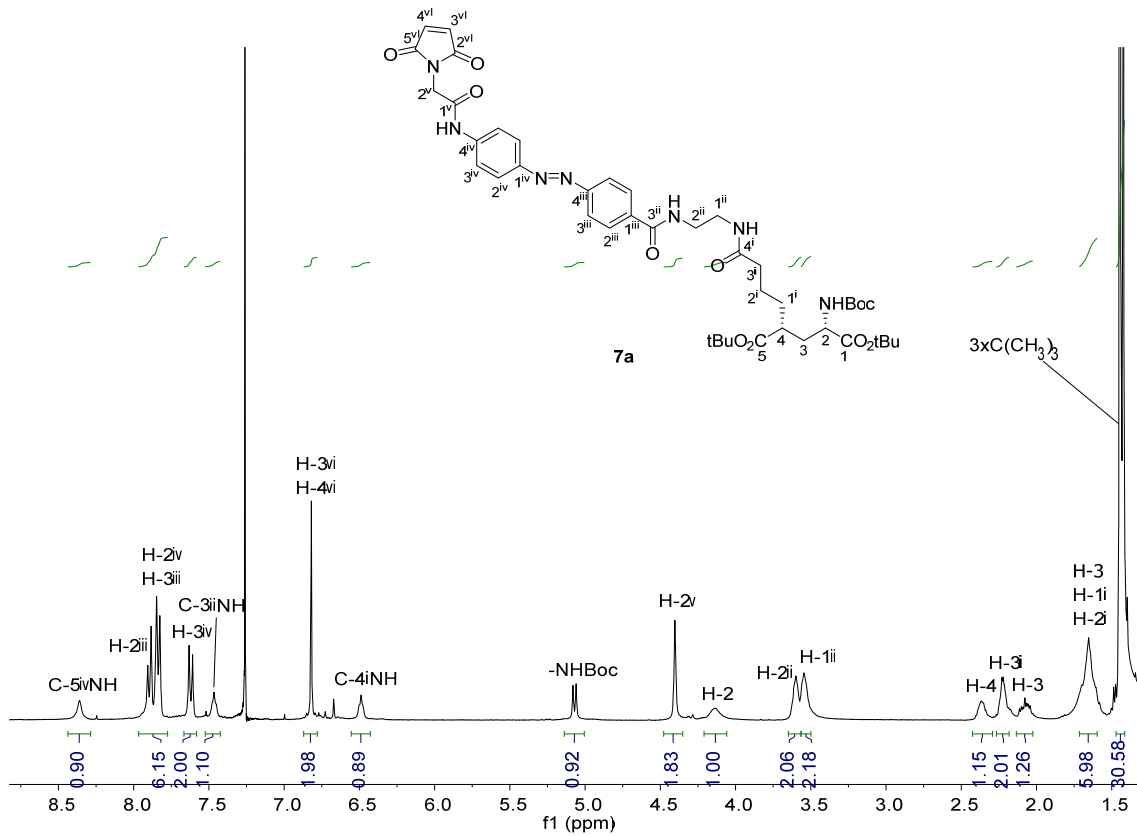 4ᵛᴵ
3ᵛᴵ
5ᵛᴵ
2ᵛᴵ
O
O
N
2ᵛ
O
1ᵛ
HN
4ⁱᵛ
3ⁱᵛ
2ⁱᵛ
1ⁱᵛ
N=N
4ⁱⁱⁱ
3ⁱⁱⁱ
2ⁱⁱⁱ
1ⁱⁱⁱ
3ⁱⁱ
O
H
N
2ⁱⁱ
1ⁱⁱ
NH
4ⁱ
O
3ⁱ
2ⁱ
1ⁱ
NHBoc
tBuO₂C
5
4
3
2
1
CO₂tBu
7a
3xC(CH₃)₃
H-3vi
H-4vi
H-2iv
H-3iii
C-3iiNH
H-2iii
H-3iv
C-5ivNH
C-4iNH
-NHBoc
H-2v
H-2
H-2ii
H-1ii
H-4
H-3i
H-3
H-3
H-1i
H-2i
0.90
6.15
2.00
1.10
1.98
0.89
0.92
1.83
1.00
2.06
2.18
1.15
2.01
1.26
5.98
30.58
8.5 8.0 7.5 7.0 6.5 6.0 5.5 5.0 4.5 4.0 3.5 3.0 2.5 2.0 1.5
f1 (ppm)